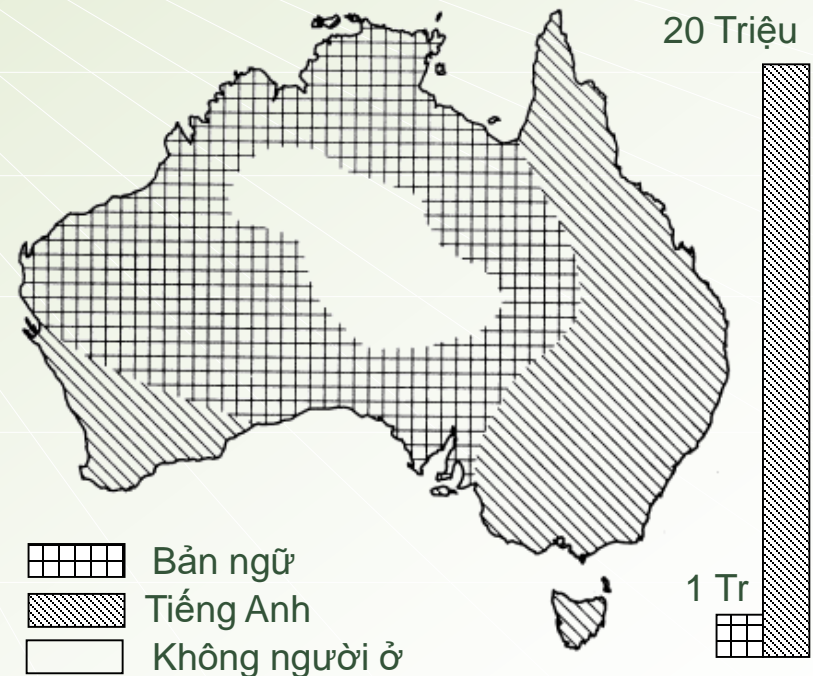 20 Triệu
1 Tr
Bản ngữ
Tiếng Anh
Không người ở